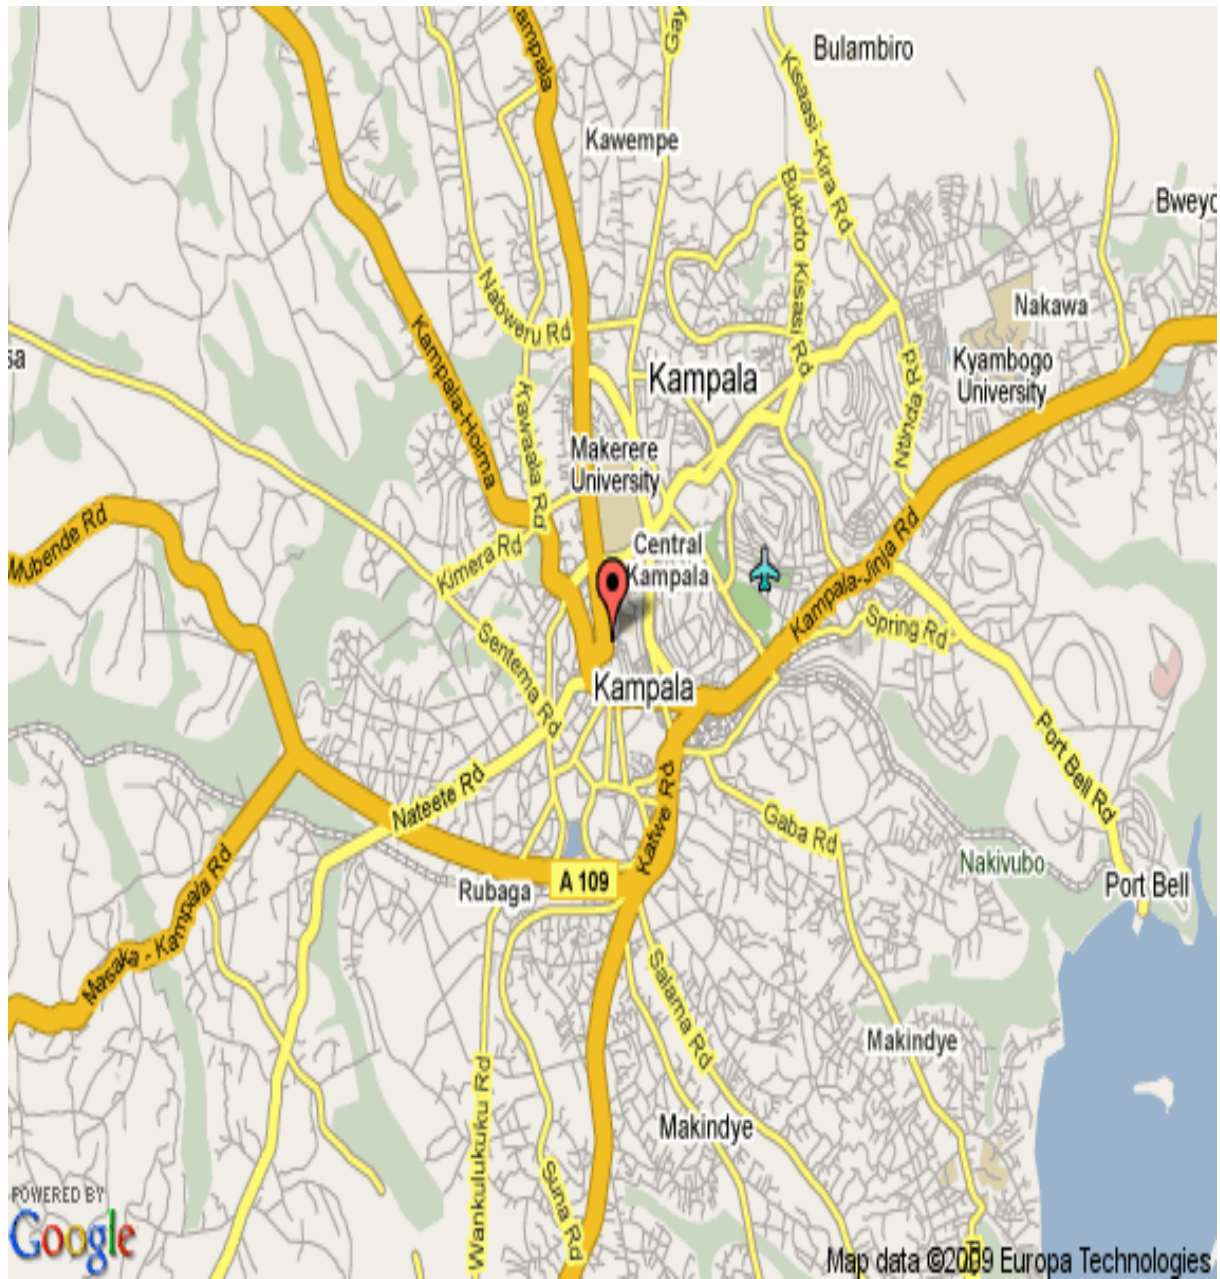 Kampala
Gay
Bulambiro
Kisaasi -Kira Rd
Kawempe
Bukoto Kisasi Rd
Bweyo
Nabweru Rd
Kampala-Hoima
Nakawa
sa
Kyambogo
University
Kampala
Kawaala Rd
Ntinda Rd
Makerere
University
Mubende Rd
Kimera Rd
Central
Kampala
Kampala-Jinja Rd
Spring Rd
Sentema Rd
Kampala
Port Bell Rd
Nateete Rd
Katwe Rd
Gaba Rd
Masaka - Kampala Rd
Rubaga
A 109
Nakivubo
Port Bell
Salama Rd
Makindye
Wankulukuku Rd
Makindye
Suna Rd
POWERED BY
Google
Map data ©2009 Europa Technologies